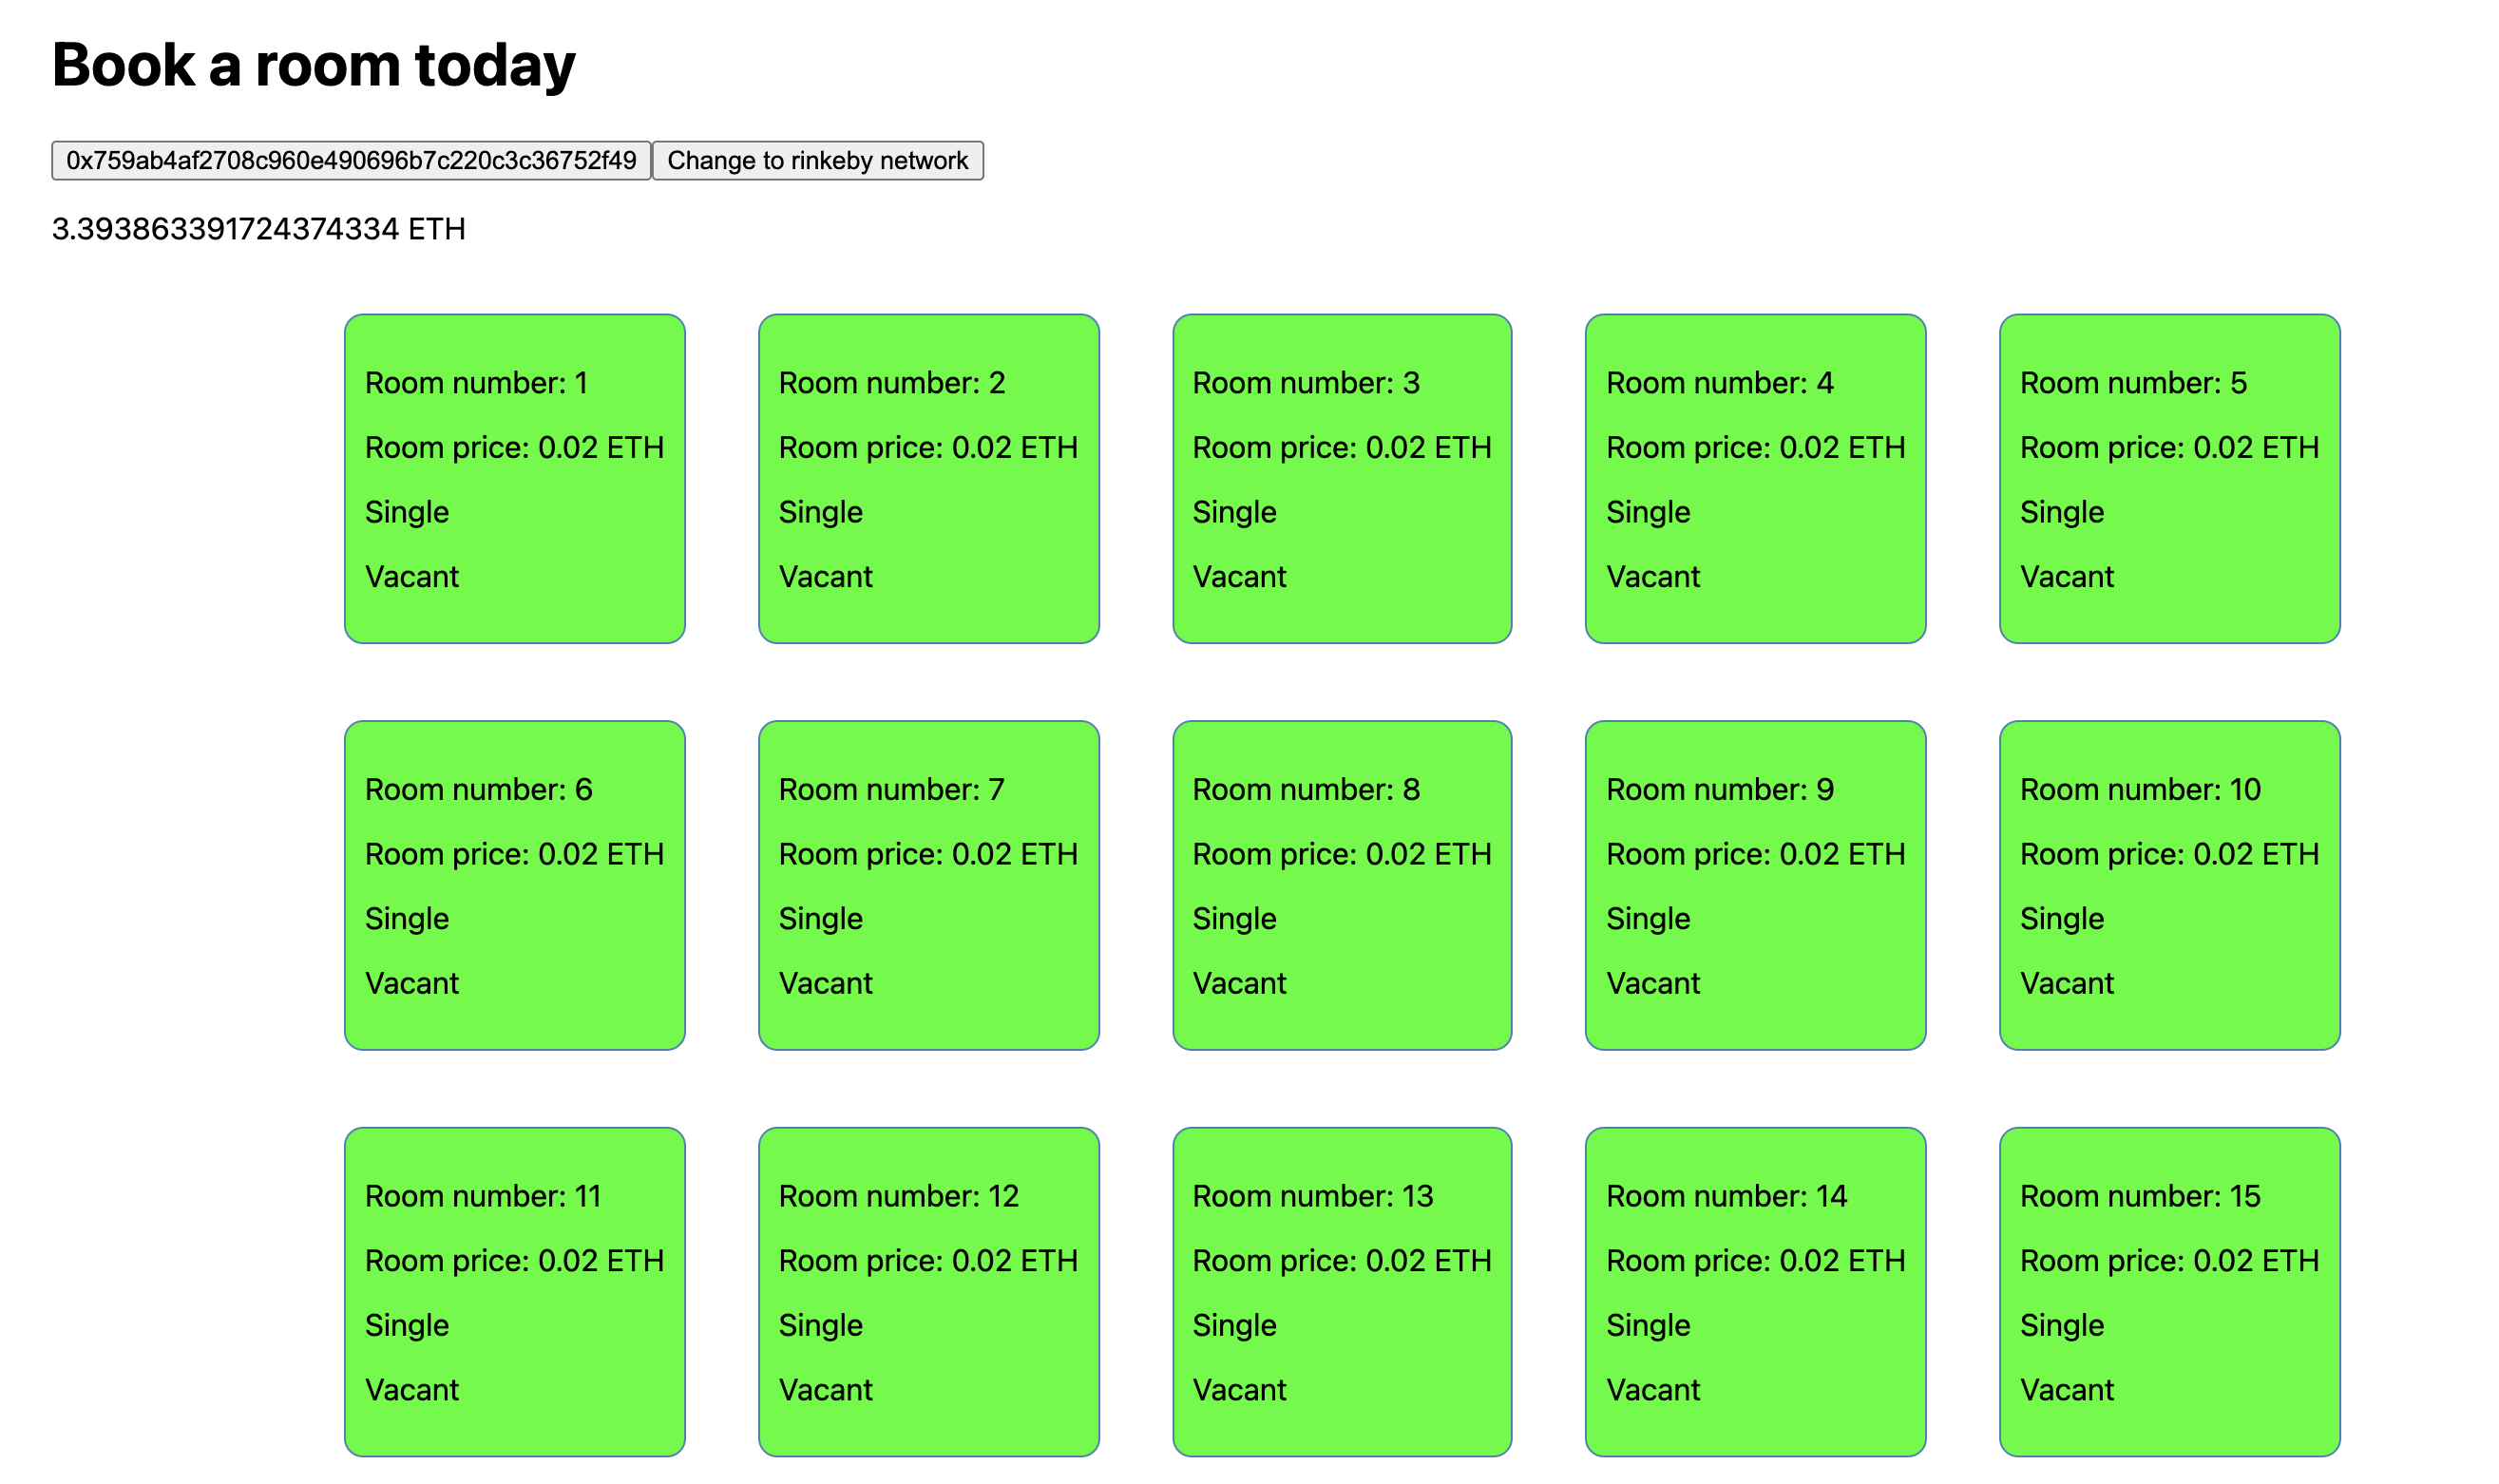 Book a room today
0x759ab4af2708c960e490696b7c220c3c36752f49 Change to rinkeby network
3.393863391724374334 ETH
Room number: 1
Room price: 0.02 ETH
Single
Vacant
Room number: 2
Room price: 0.02 ETH
Single
Vacant
Room number: 3
Room price: 0.02 ETH
Single
Vacant
Room number: 4
Room price: 0.02 ETH
Single
Vacant
Room number: 5
Room price: 0.02 ETH
Single
Vacant
Room number: 6
Room price: 0.02 ETH
Single
Vacant
Room number: 7
Room price: 0.02 ETH
Single
Vacant
Room number: 8
Room price: 0.02 ETH
Single
Vacant
Room number: 9
Room price: 0.02 ETH
Single
Vacant
Room number: 10
Room price: 0.02 ETH
Single
Vacant
Room number: 11
Room price: 0.02 ETH
Single
Vacant
Room number: 12
Room price: 0.02 ETH
Single
Vacant
Room number: 13
Room price: 0.02 ETH
Single
Vacant
Room number: 14
Room price: 0.02 ETH
Single
Vacant
Room number: 15
Room price: 0.02 ETH
Single
Vacant